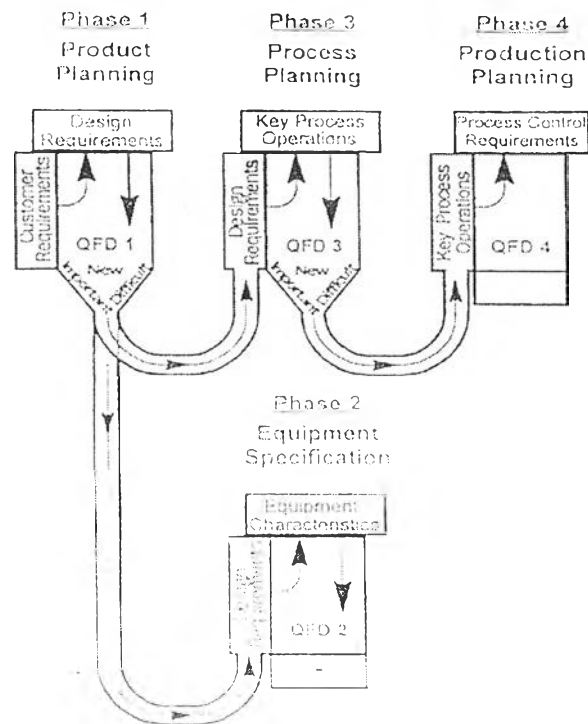 Phase 1
Product
Planning
Phase 3
Process
Planning
Phase 4
Production
Planning
Design
Requirements
Customer
Requirements
QFD 1
New
Important
Difficult
Key Process
Operations
Design
Requirements
QFD 3
New
Important
Difficult
Process Control
Requirements
Key Process
Operations
QFD 4
Phase 2
Equipment
Specification
Equipment
Characteristics
Design
Requirements
QFD 2